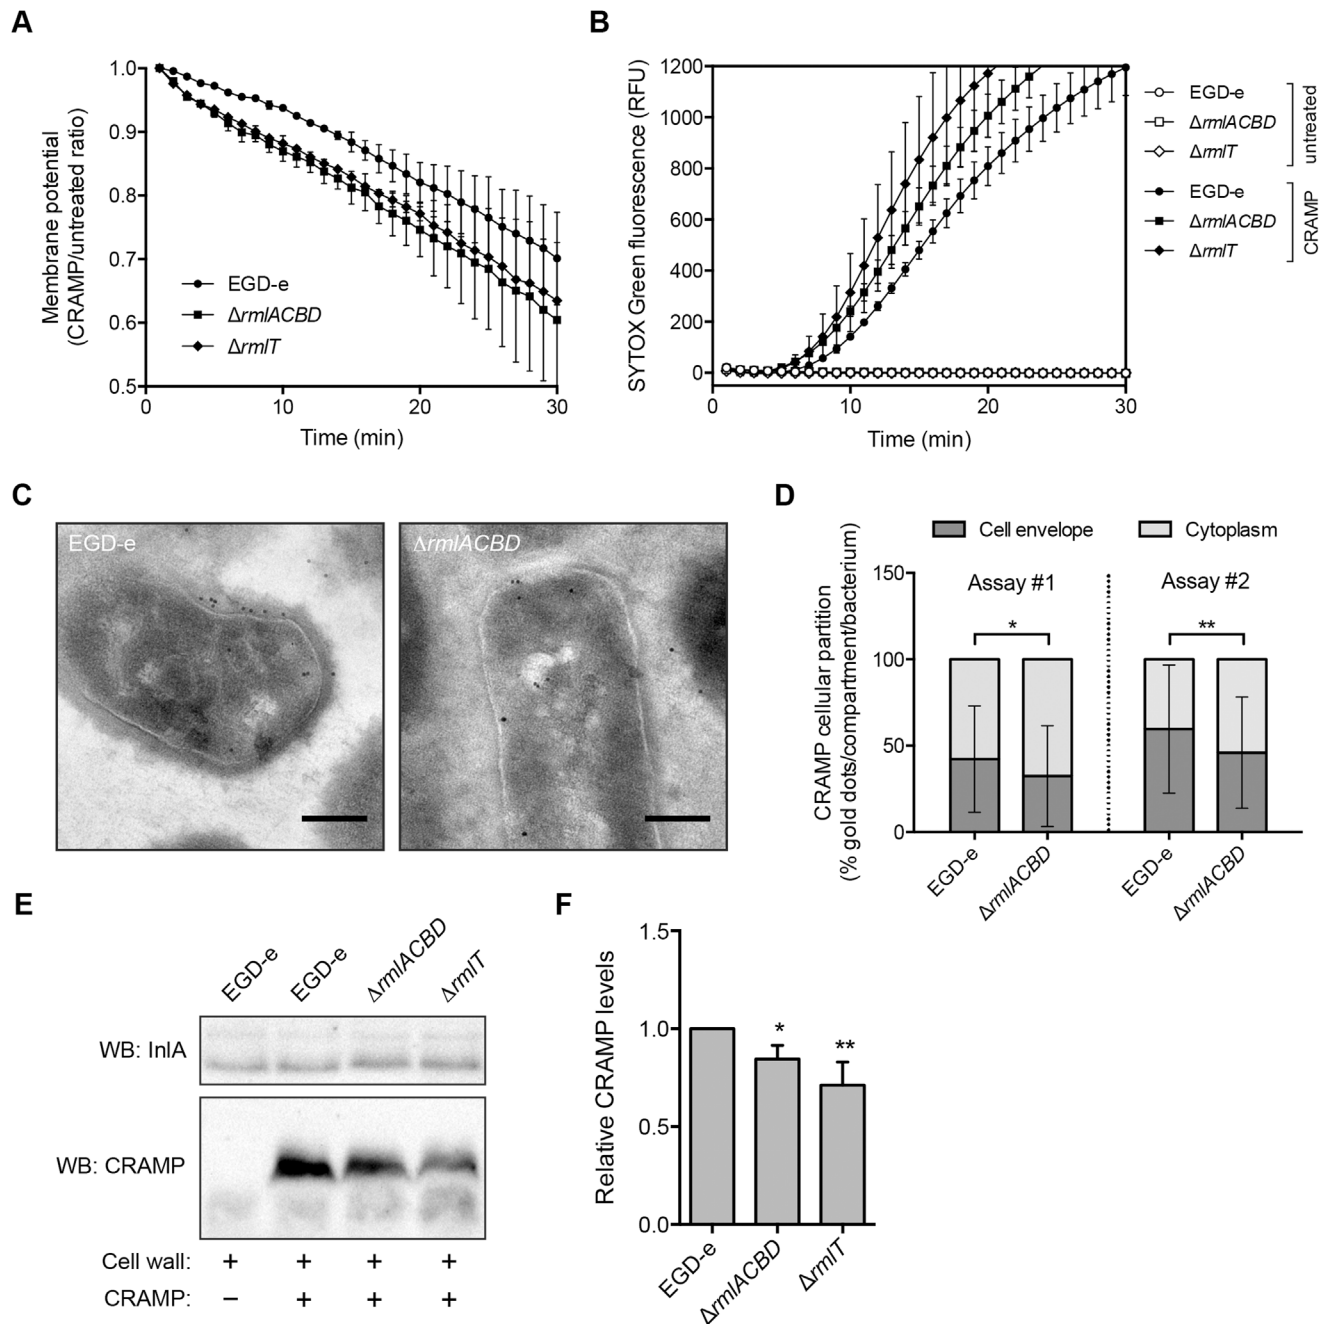 A
Membrane potential
(CRAMP/untreated ratio)
1.0
0.9
0.8
0.7
0.6
0.5
EGD-e
ΔrmlACBD
ΔrmlT
0 10 20 30
Time (min)
B
SYTOX Green fluorescence (RFU)
1200
1000
800
600
400
200
0
0 10 20 30
Time (min)
EGD-e
ΔrmlACBD
ΔrmlT
untreated
EGD-e
ΔrmlACBD
ΔrmlT
CRAMP
C
EGD-e
ΔrmlACBD
D
Cell envelope Cytoplasm
CRAMP cellular partition
(% gold dots/compartment/bacterium)
150
100
50
0
Assay #1 Assay #2
* **
EGD-e ΔrmlACBD EGD-e ΔrmlACBD
E
EGD-e EGD-e ΔrmlACBD ΔrmlT
WB: InlA
WB: CRAMP
Cell wall: + + + +
CRAMP: − + + +
F
Relative CRAMP levels
1.5
1.0
0.5
0.0
* **
EGD-e ΔrmlACBD ΔrmlT